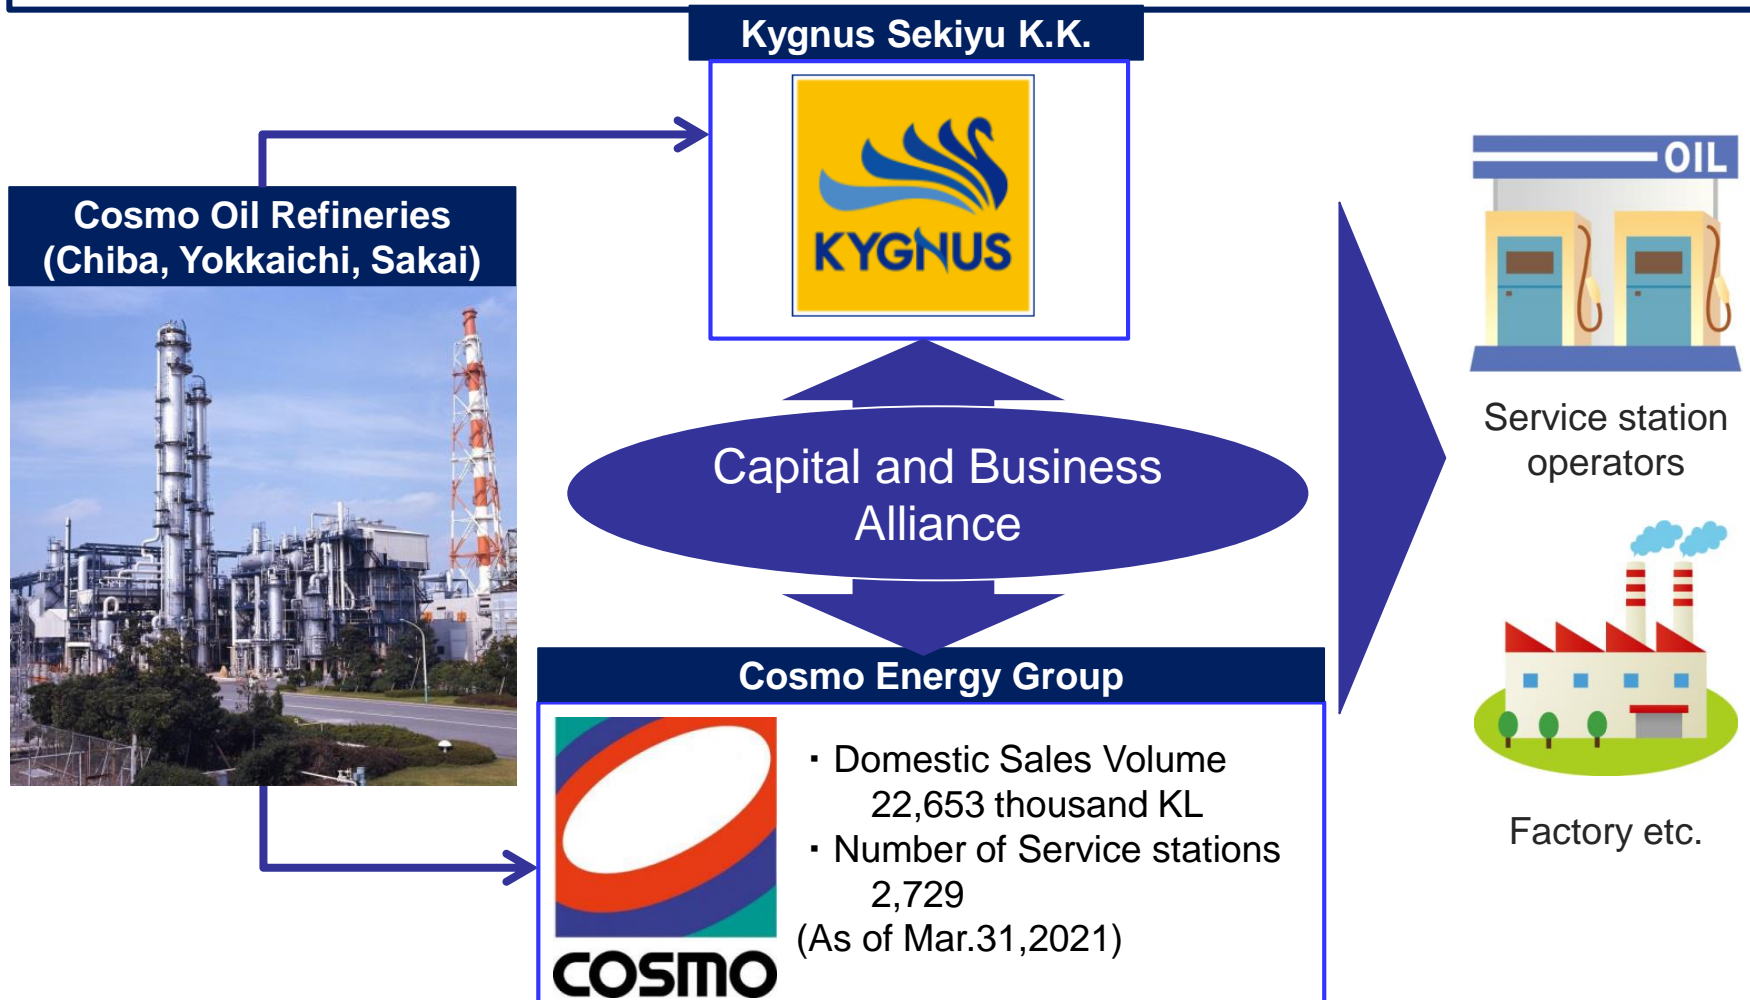 Kygnus Sekiyu K.K.
KYGNUS
OIL
Cosmo Oil Refineries
(Chiba, Yokkaichi, Sakai)
Capital and Business
Alliance
Service station
operators
Cosmo Energy Group
・Domestic Sales Volume
22,653 thousand KL
・Number of Service stations
2,729
(As of Mar.31,2021)
COSMO
Factory etc.